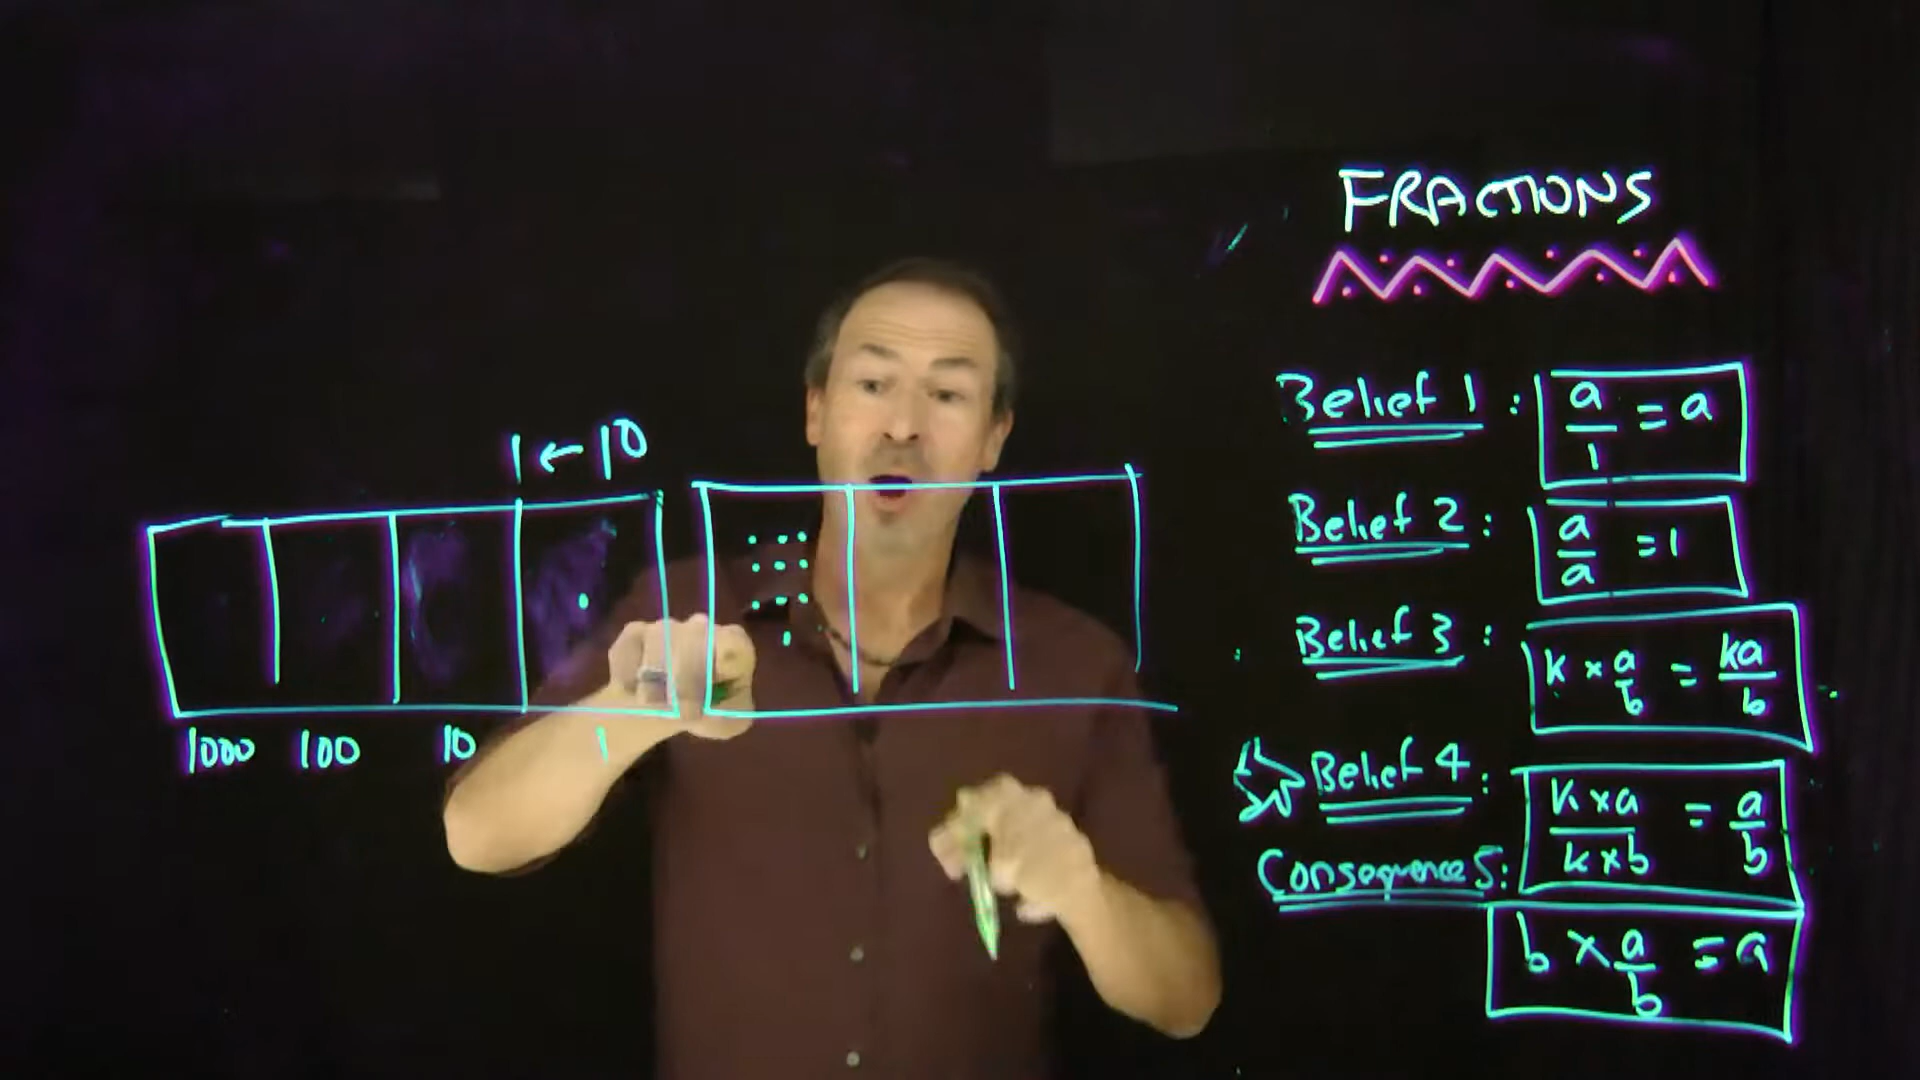 FRACTIONS
Belief 1 : a/1 = a
Belief 2 : a/a = 1
Belief 3 : k × a/b = ka/b
Belief 4 : k × a / k × b = a/b
Consequence 5: b × a/b = a
1 ← 10
1000 100 10 1